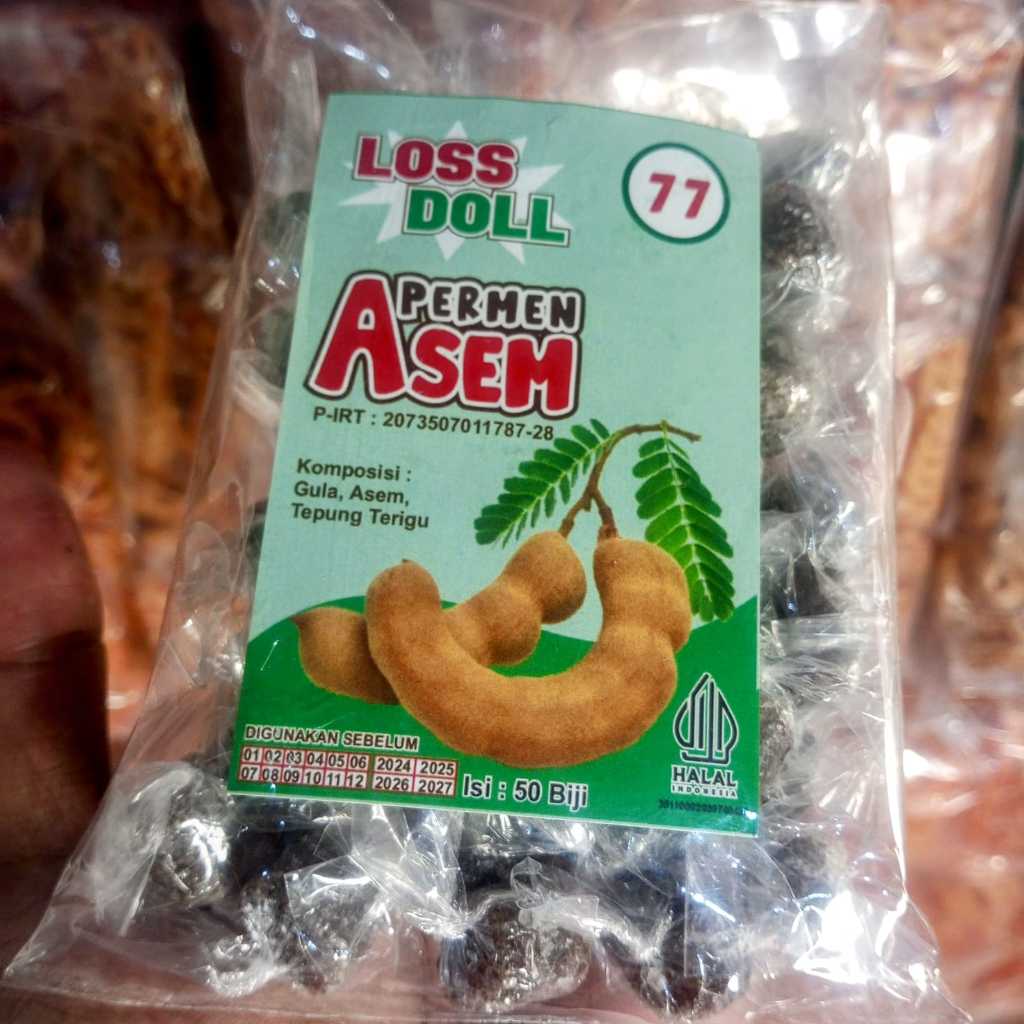 LOSS
DOLL
77
PERMEN
ASEM
P-IRT : 2073507011787-28
Komposisi :
Gula, Asem,
Tepung Terigu
DIGUNAKAN SEBELUM
01 02 03 04 05 06 2024 2025
07 08 09 10 11 12 2026 2027
Isi : 50 Biji
HALAL
INDONESIA